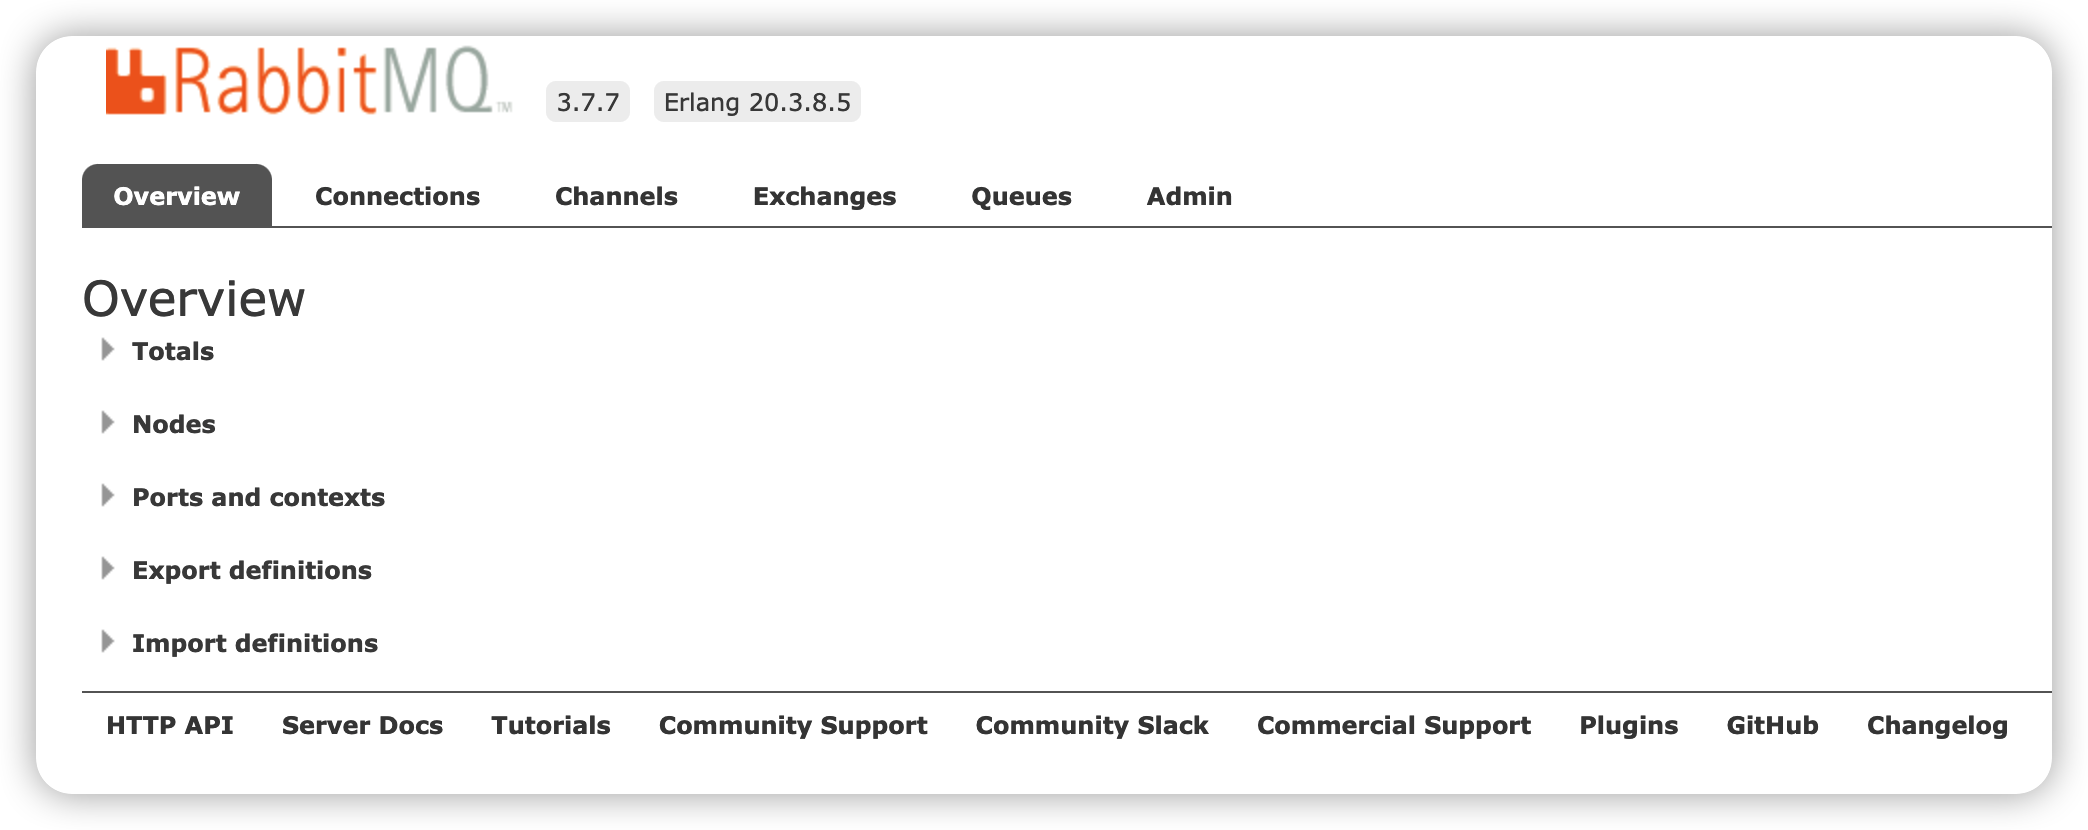 RabbitMQ™ 3.7.7 Erlang 20.3.8.5
Overview Connections Channels Exchanges Queues Admin
Overview
Totals
Nodes
Ports and contexts
Export definitions
Import definitions
HTTP API Server Docs Tutorials Community Support Community Slack Commercial Support Plugins GitHub Changelog